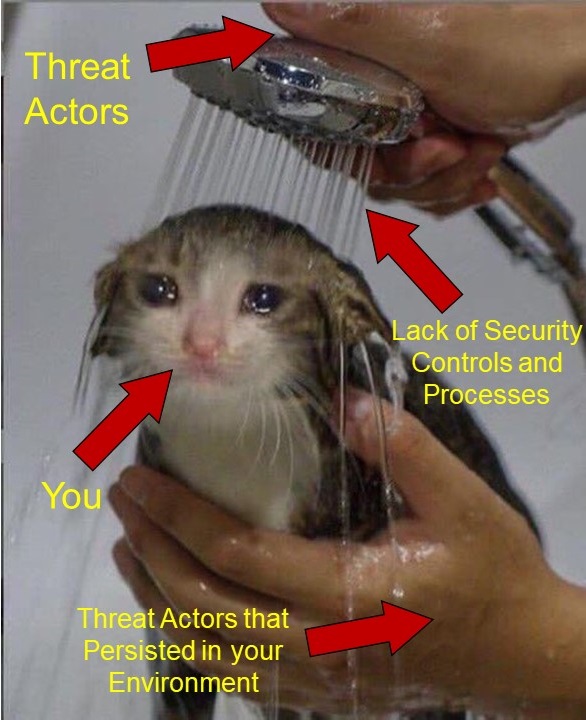 Threat
Actors
Lack of Security
Controls and
Processes
You
Threat Actors that
Persisted in your
Environment